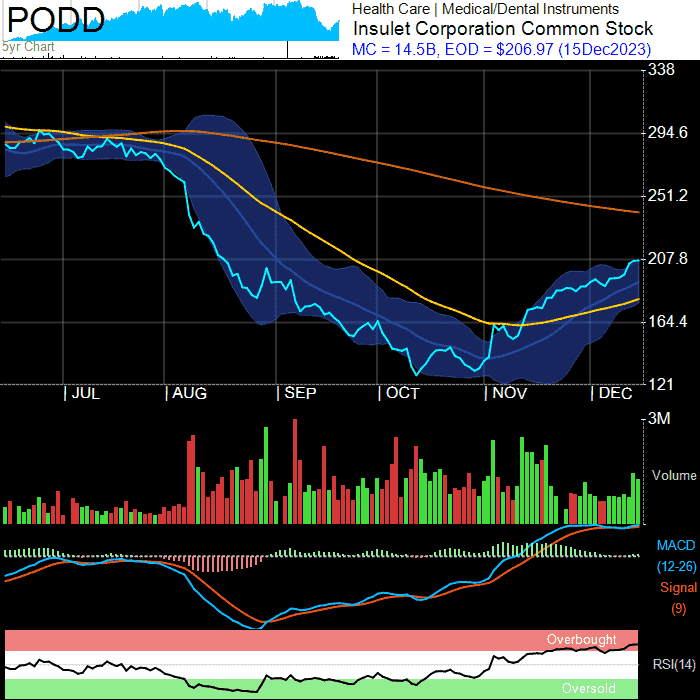 PODD
5yr Chart
Health Care | Medical/Dental Instruments
Insulet Corporation Common Stock
MC = 14.5B, EOD = $206.97 (15Dec2023)
338
294.6
251.2
207.8
164.4
121
| JUL | AUG | SEP | OCT | NOV | DEC
3M
Volume
MACD
(12-26)
Signal
(9)
Overbought
RSI(14)
Oversold